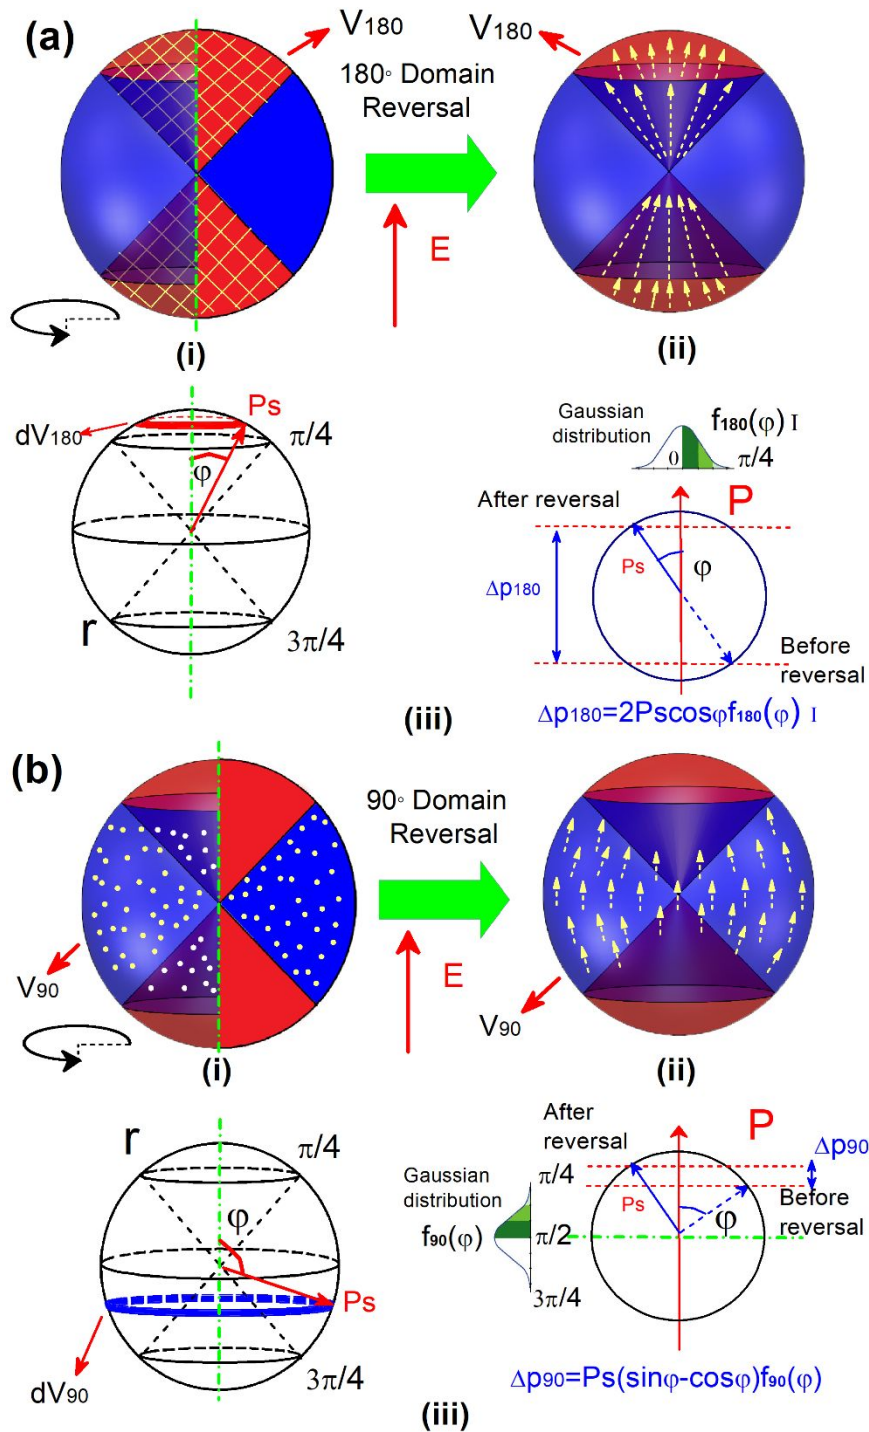 (a)
V180
V180
180° Domain
Reversal
E
(i)
(ii)
dV180
Ps
π/4
φ
r
3π/4
Gaussian
distribution
f180(φ) I
0
π/4
After reversal
P
Ps
φ
Δp180
Before
reversal
(iii)
Δp180=2Pscosφf180(φ) I
(b)
90° Domain
Reversal
V90
E
V90
(i)
(ii)
r
π/4
φ
Ps
dV90
3π/4
After
reversal
P
Δp90
Gaussian
distribution
f90(φ)
π/4
π/2
3π/4
Ps
φ
Before
reversal
Δp90=Ps(sinφ-cosφ)f90(φ)
(iii)